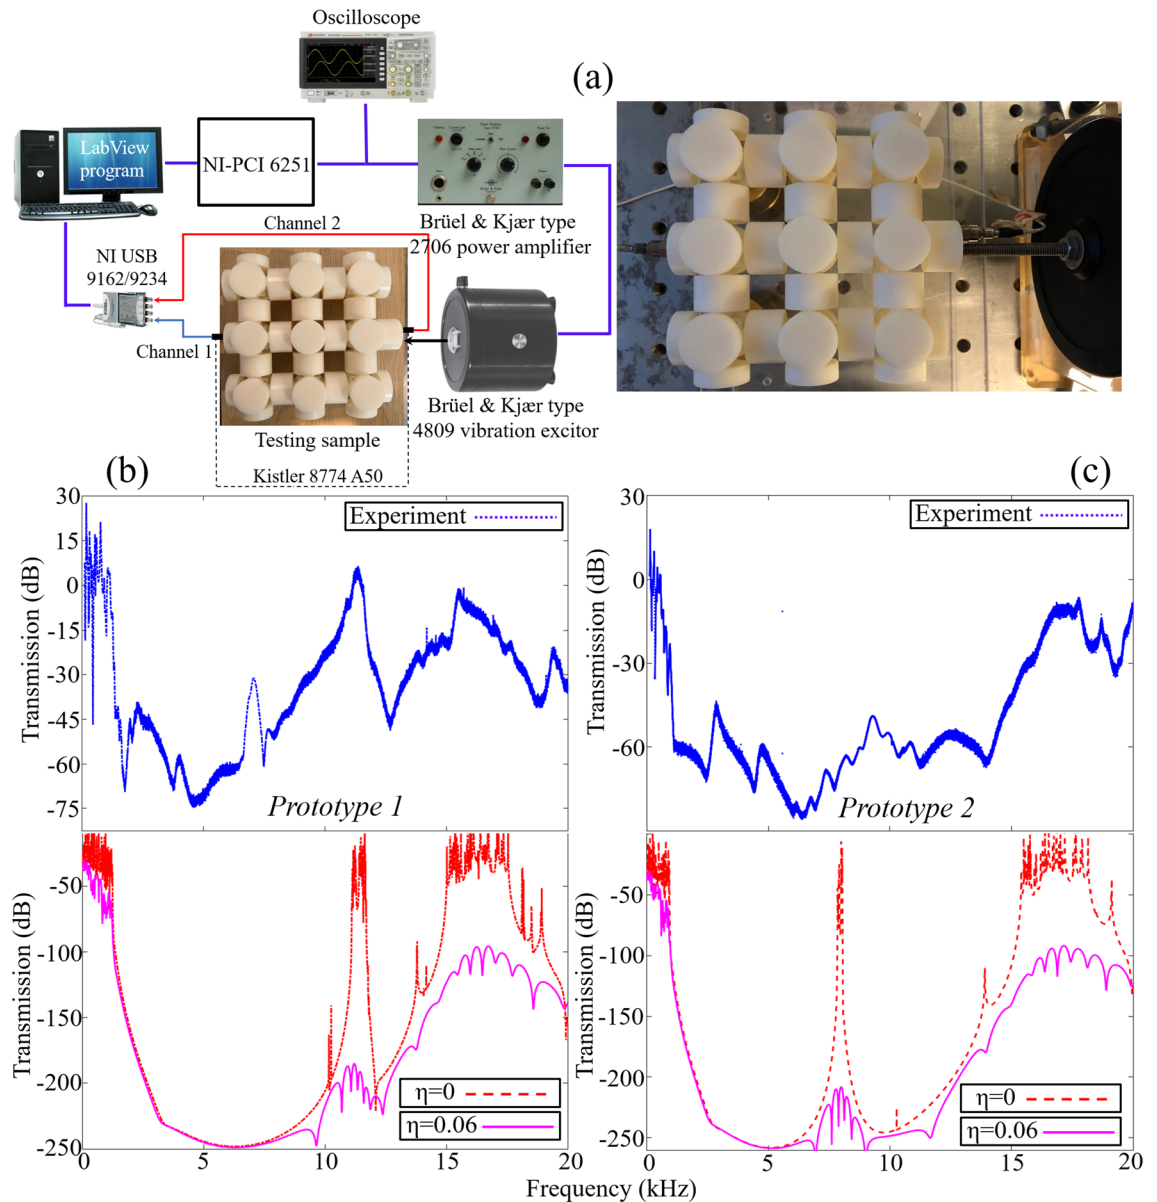 Oscilloscope
(a)
LabView
program
NI-PCI 6251
Brüel & Kjær type
2706 power amplifier
Channel 2
NI USB
9162/9234
Channel 1
Brüel & Kjær type
4809 vibration excitor
Testing sample
Kistler 8774 A50
(b)
(c)
30
15
0
-15
-30
-45
-60
-75
Transmission (dB)
Experiment
Prototype 1
30
0
-30
-60
Transmission (dB)
Experiment
Prototype 2
-50
-100
-150
-200
-250
Transmission (dB)
η=0
η=0.06
0
5
10
15
20
-50
-100
-150
-200
-250
Transmission (dB)
η=0
η=0.06
0
5
10
15
20
Frequency (kHz)